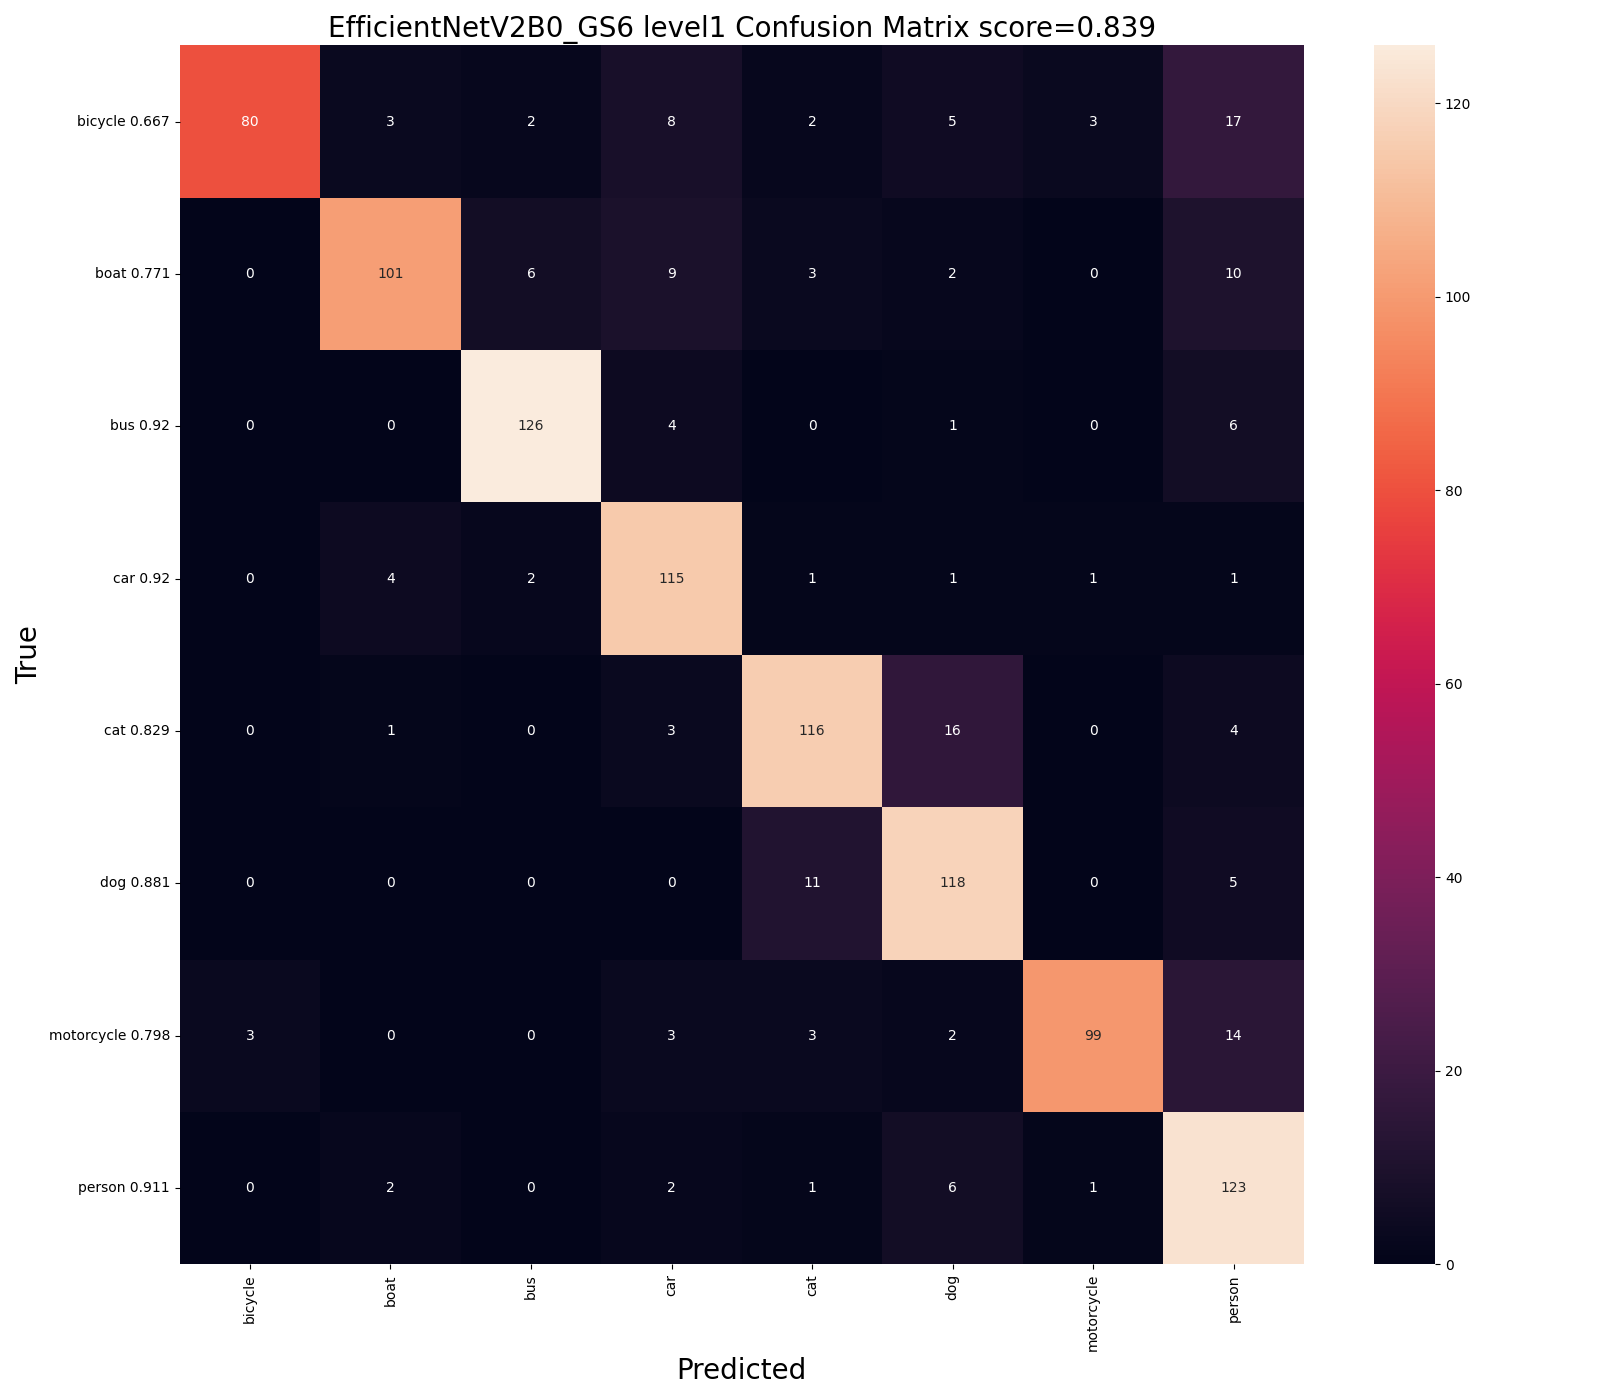 EfficientNetV2B0_GS6 level1 Confusion Matrix score=0.839
bicycle 0.667 80 3 2 8 2 5 3 17
boat 0.771 0 101 6 9 3 2 0 10
bus 0.92 0 0 126 4 0 1 0 6
car 0.92 0 4 2 115 1 1 1 1
cat 0.829 0 1 0 3 116 16 0 4
dog 0.881 0 0 0 0 11 118 0 5
motorcycle 0.798 3 0 0 3 3 2 99 14
person 0.911 0 2 0 2 1 6 1 123
True
bicycle boat bus car cat dog motorcycle person
Predicted
120
100
80
60
40
20
0